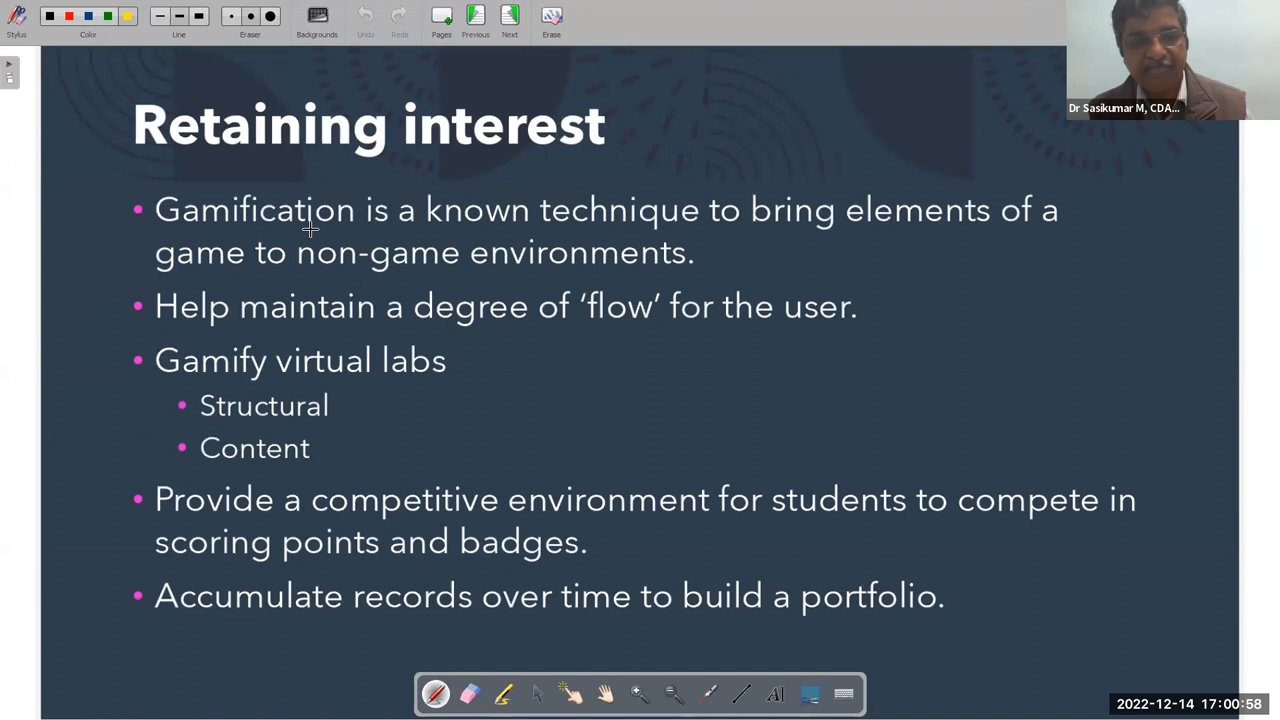 Stylus
Color
Line
Eraser
Backgrounds
Undo
Redo
Pages
Previous
Next
Erase
Dr Sasikumar M, CDA...
Retaining interest
• Gamification is a known technique to bring elements of a
game to non-game environments.
• Help maintain a degree of ‘flow’ for the user.
• Gamify virtual labs
• Structural
• Content
• Provide a competitive environment for students to compete in
scoring points and badges.
• Accumulate records over time to build a portfolio.
AI
2022-12-14 17:00:58